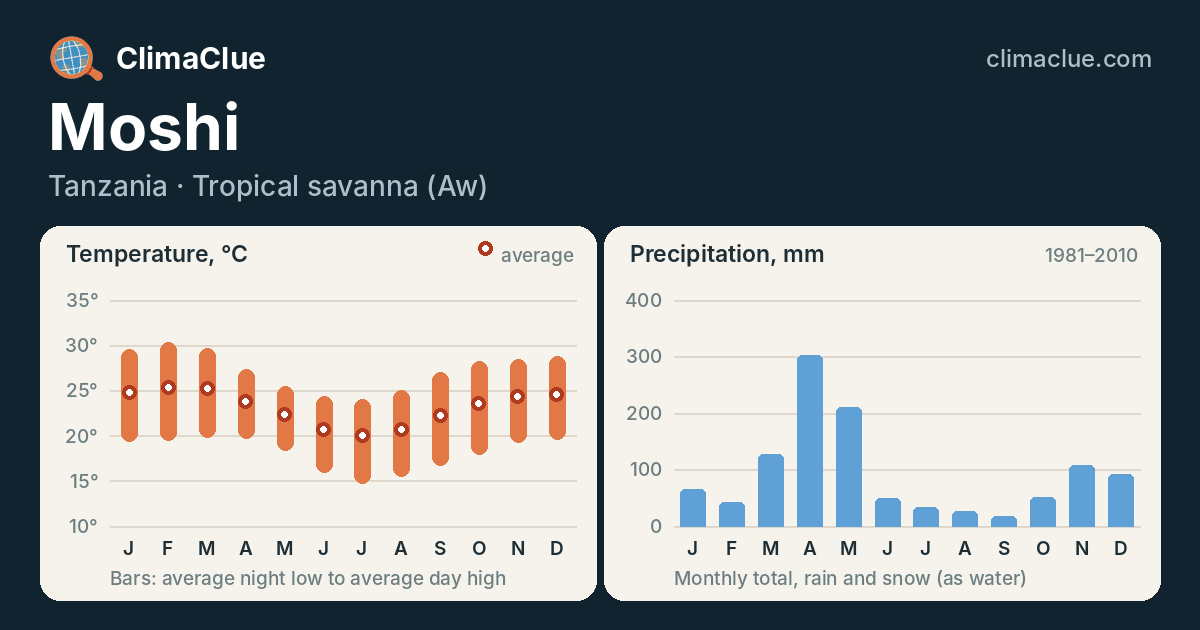 ClimaClue
climaclue.com
Moshi
Tanzania · Tropical savanna (Aw)
Temperature, °C
average
35°
30°
25°
20°
15°
10°
J F M A M J J A S O N D
Bars: average night low to average day high
Precipitation, mm
1981–2010
400
300
200
100
0
J F M A M J J A S O N D
Monthly total, rain and snow (as water)